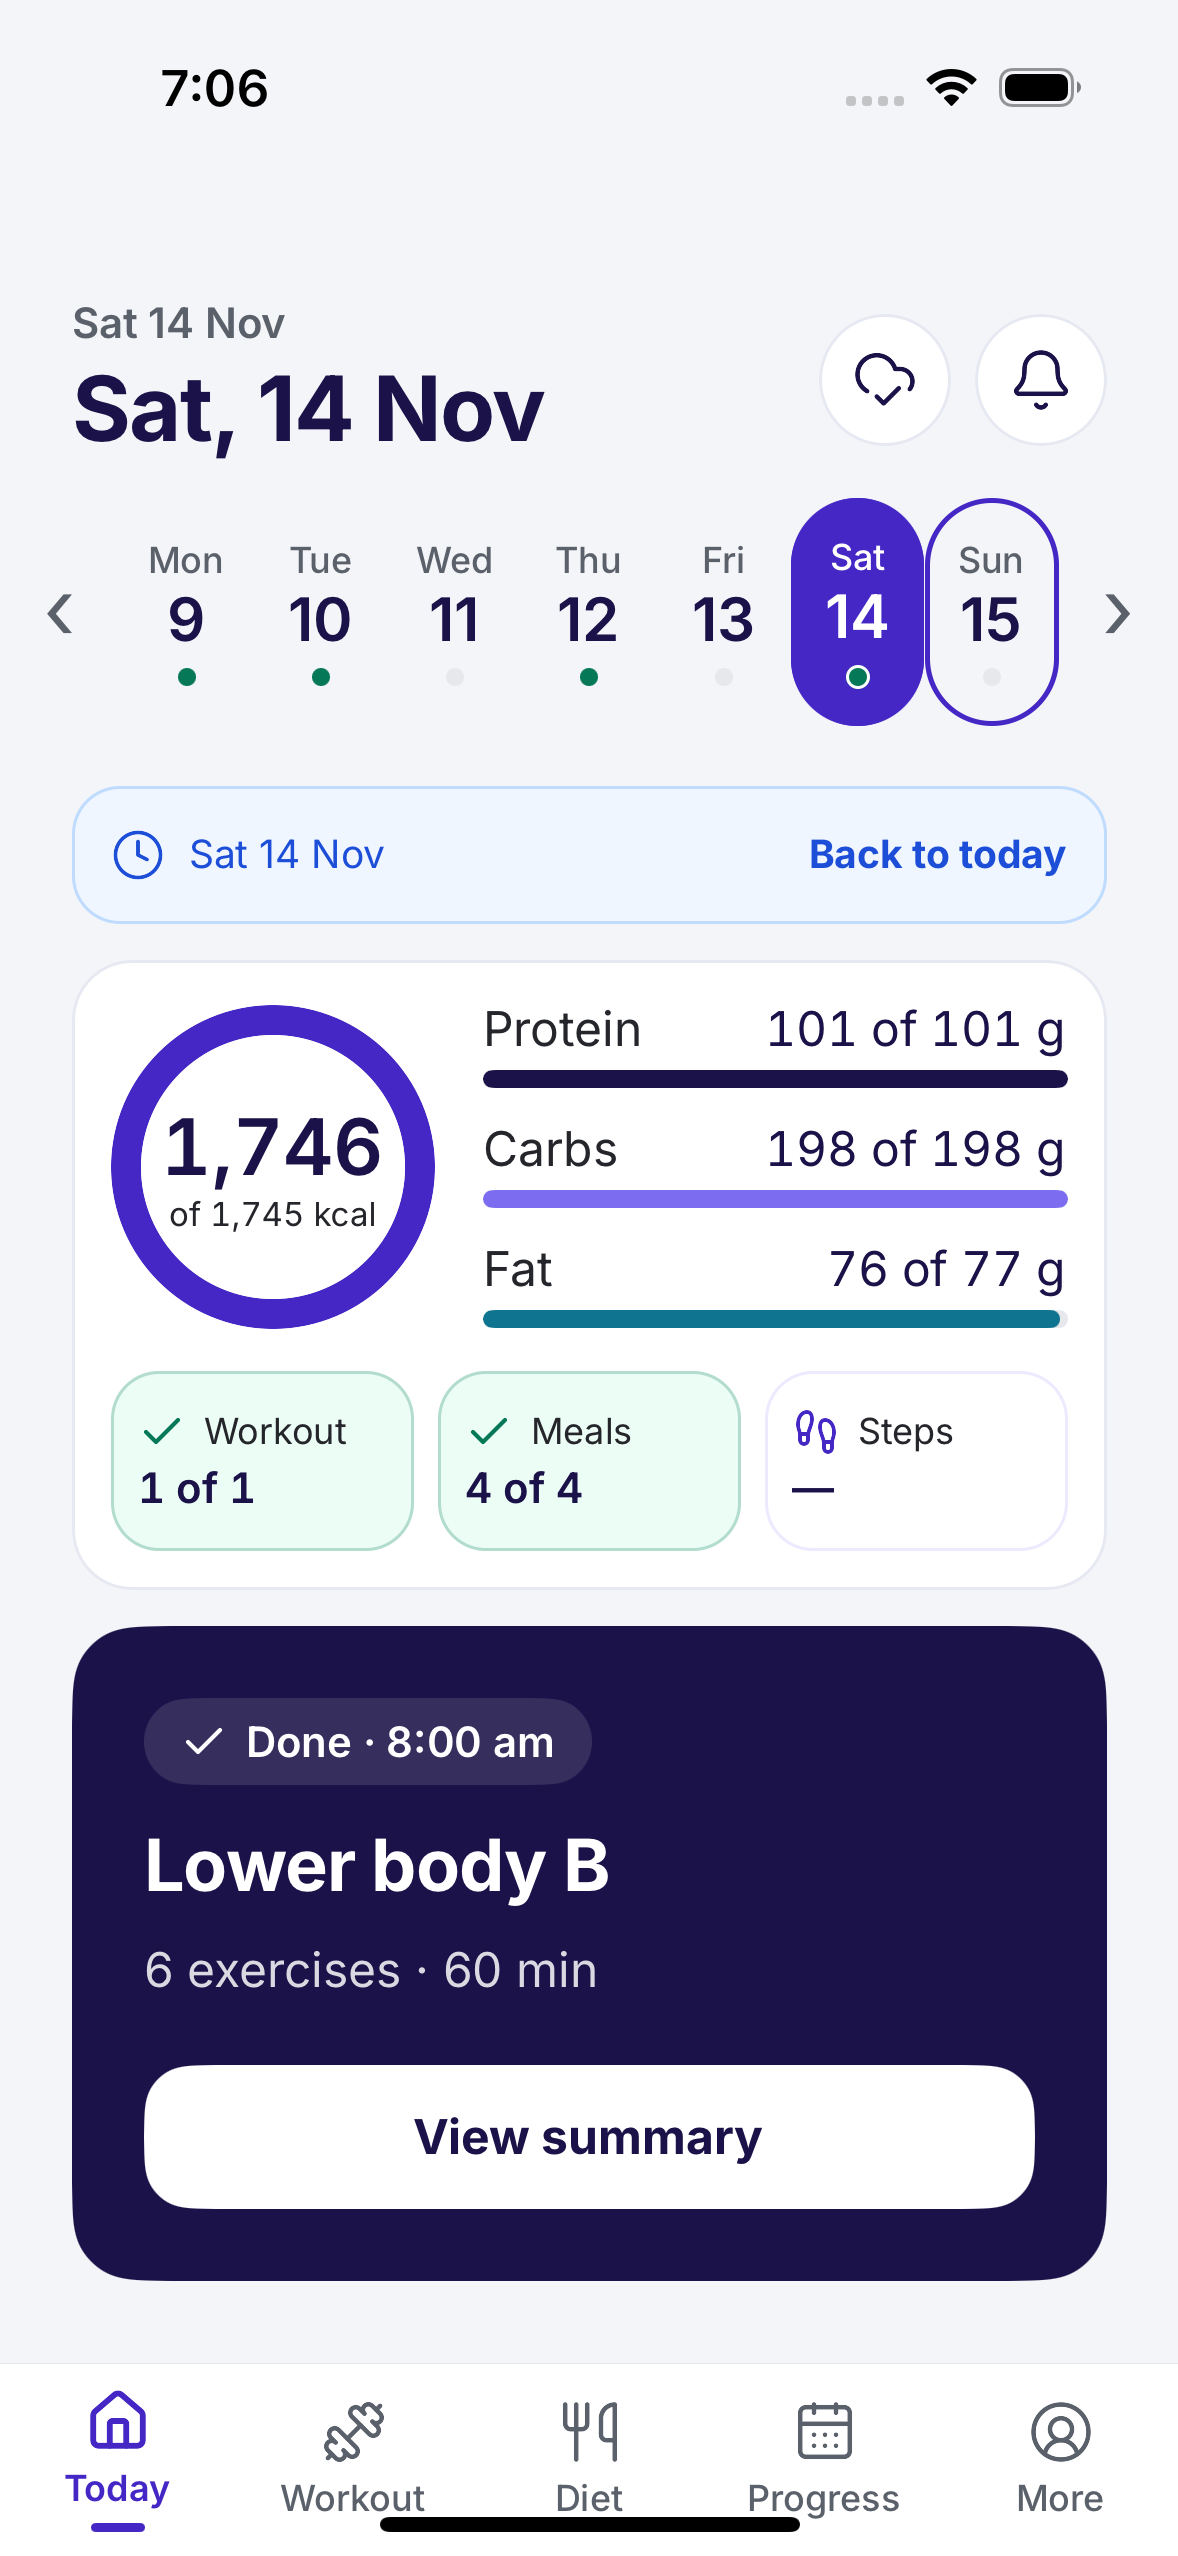 7:06
Sat 14 Nov
Sat, 14 Nov
Mon Tue Wed Thu Fri Sat Sun
9 10 11 12 13 14 15
Sat 14 Nov Back to today
Protein 101 of 101 g
1,746
of 1,745 kcal
Carbs 198 of 198 g
Fat 76 of 77 g
Workout Meals Steps
1 of 1 4 of 4 —
Done · 8:00 am
Lower body B
6 exercises · 60 min
View summary
Today Workout Diet Progress More